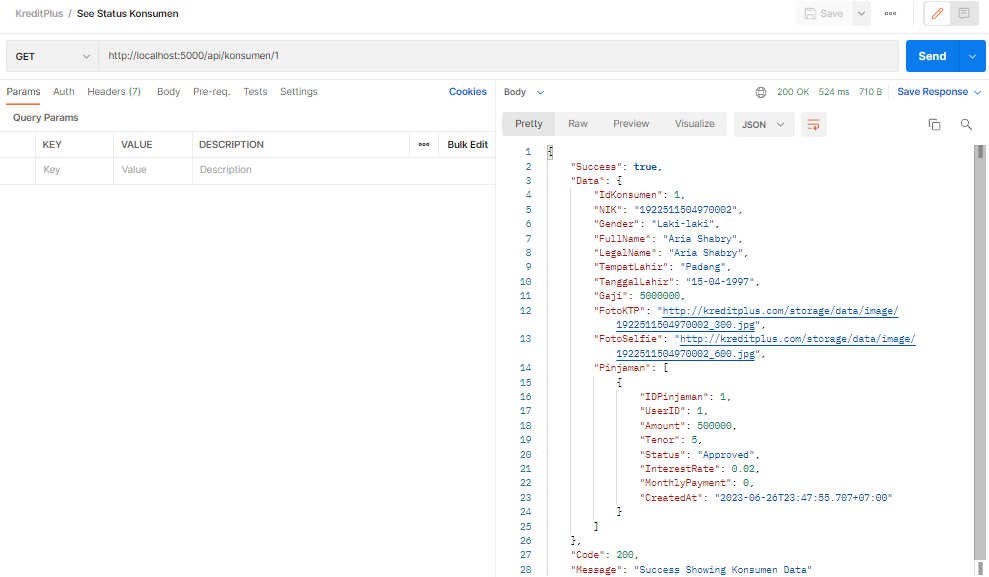 KreditPlus / See Status Konsumen
Save
GET http://localhost:5000/api/konsumen/1
Send
Params Auth Headers (7) Body Pre-req. Tests Settings Cookies
Query Params
KEY VALUE DESCRIPTION Bulk Edit
Key Value Description
Body 200 OK 524 ms 710 B Save Response
Pretty Raw Preview Visualize JSON
1 {
2 "Success": true,
3 "Data": {
4 "IdKonsumen": 1,
5 "NIK": "1922511504970002",
6 "Gender": "Laki-laki",
7 "FullName": "Aria Shabry",
8 "LegalName": "Aria Shabry",
9 "TempatLahir": "Padang",
10 "TanggalLahir": "15-04-1997",
11 "Gaji": 5000000,
12 "FotoKTP": "http://kreditplus.com/storage/data/image/
1922511504970002_300.jpg",
13 "FotoSelfie": "http://kreditplus.com/storage/data/image/
1922511504970002_600.jpg",
14 "Pinjaman": [
15 {
16 "IDPinjaman": 1,
17 "UserID": 1,
18 "Amount": 500000,
19 "Tenor": 5,
20 "Status": "Approved",
21 "InterestRate": 0.02,
22 "MonthlyPayment": 0,
23 "CreatedAt": "2023-06-26T23:47:55.707+07:00"
24 }
25 ]
26 },
27 "Code": 200,
28 "Message": "Success Showing Konsumen Data"